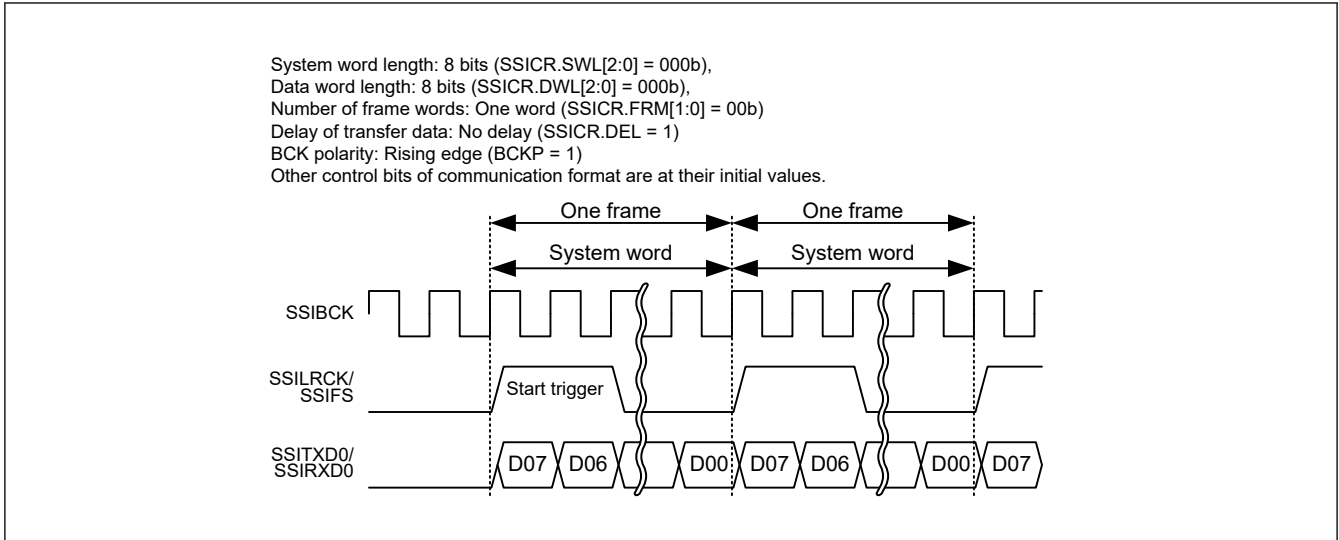 System word length: 8 bits (SSICR.SWL[2:0] = 000b),
Data word length: 8 bits (SSICR.DWL[2:0] = 000b),
Number of frame words: One word (SSICR.FRM[1:0] = 00b)
Delay of transfer data: No delay (SSICR.DEL = 1)
BCK polarity: Rising edge (BCKP = 1)
Other control bits of communication format are at their initial values.
One frame One frame
System word System word
SSIBCK
SSILRCK/
SSIFS
Start trigger
SSITXD0/
SSIRXD0
D07 D06 D00 D07 D06 D00 D07